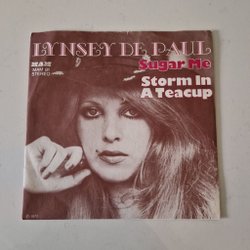 LYNSEY DE PAUL
Sugar Me
MAM
STEREO
Storm In
A Teacup